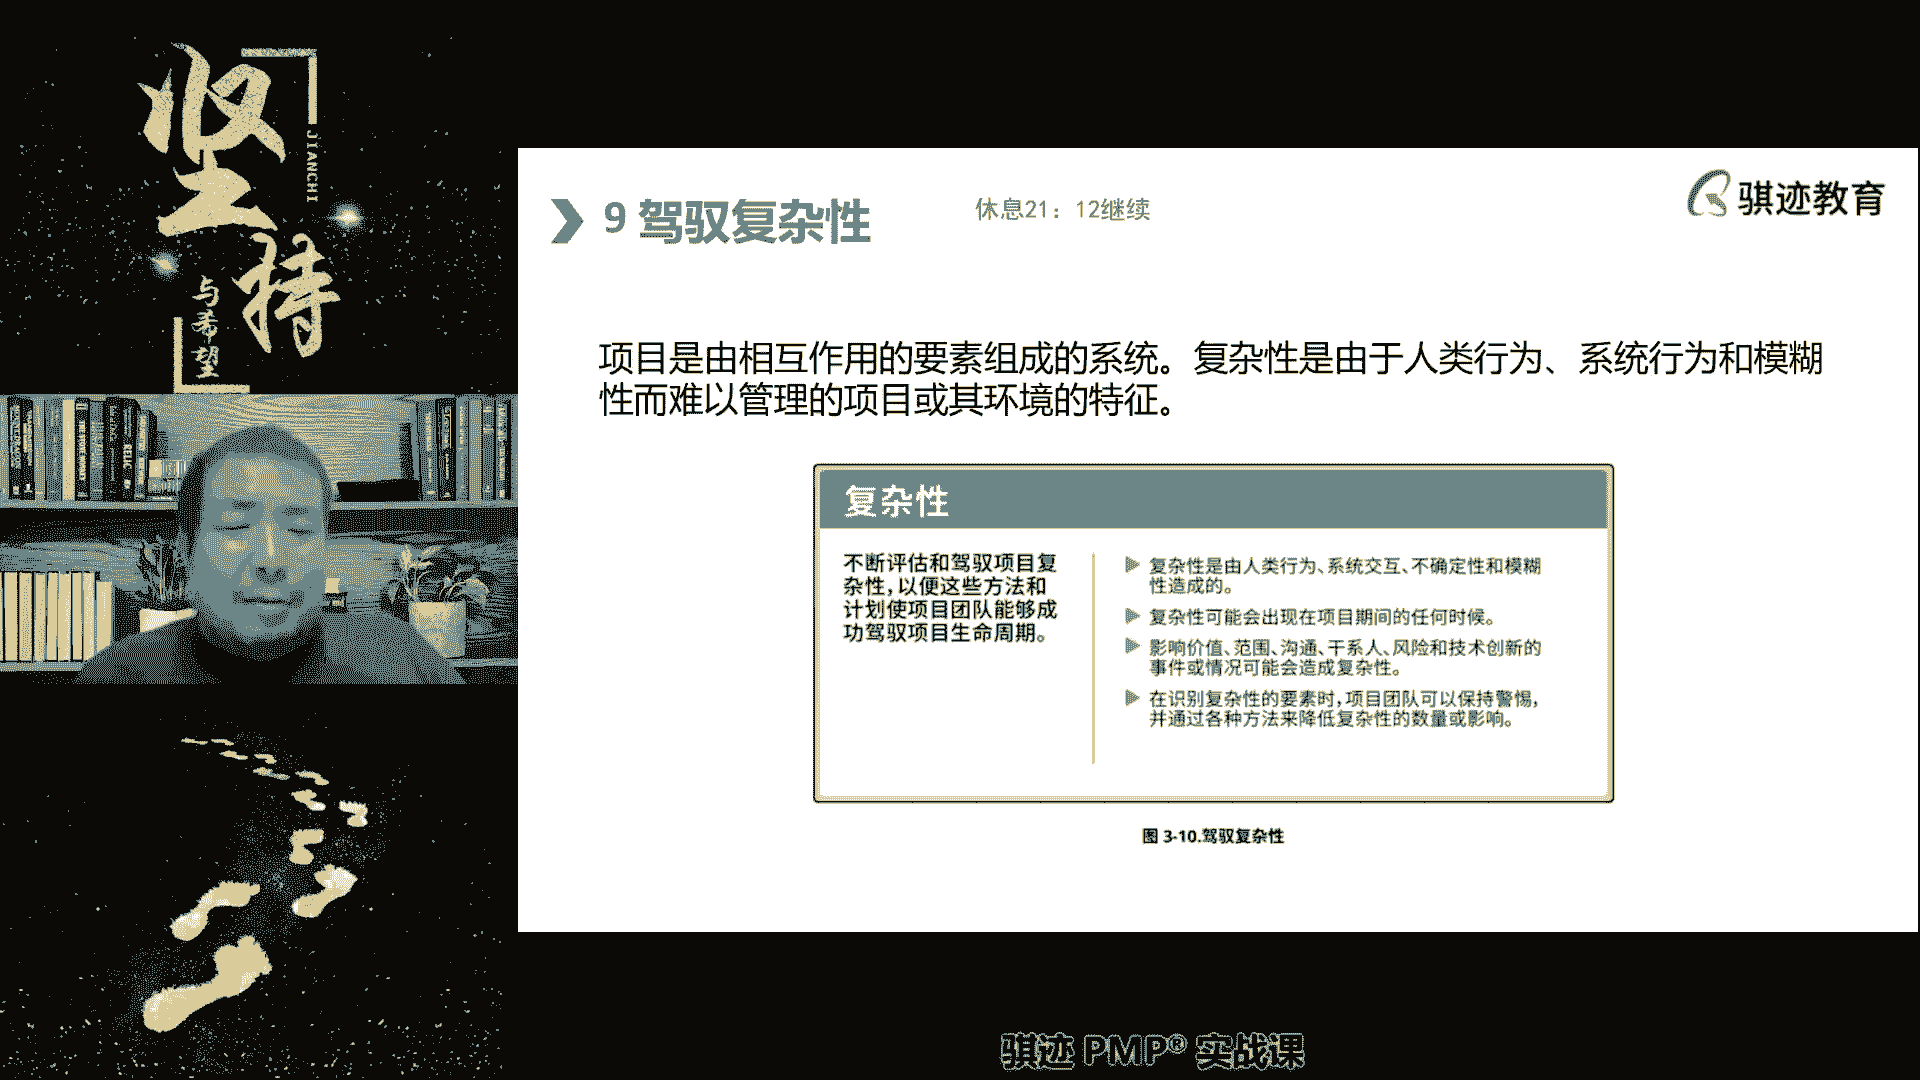 坚持
JIANCHI
与希望
9 驾驭复杂性
休息21：12继续
骐迹教育
项目是由相互作用的要素组成的系统。复杂性是由于人类行为、系统行为和模糊
性而难以管理的项目或其环境的特征。
复杂性
不断评估和驾驭项目复
杂性，以便这些方法和
计划使项目团队能够成
功驾驭项目生命周期。
复杂性是由人类行为、系统交互、不确定性和模糊
性造成的。
复杂性可能会出现在项目期间的任何时候。
影响价值、范围、沟通、干系人、风险和技术创新的
事件或情况可能会造成复杂性。
在识别复杂性的要素时，项目团队可以保持警惕，
并通过各种方法来降低复杂性的数量或影响。
图 3-10.驾驭复杂性
骐迹 PMP® 实战课